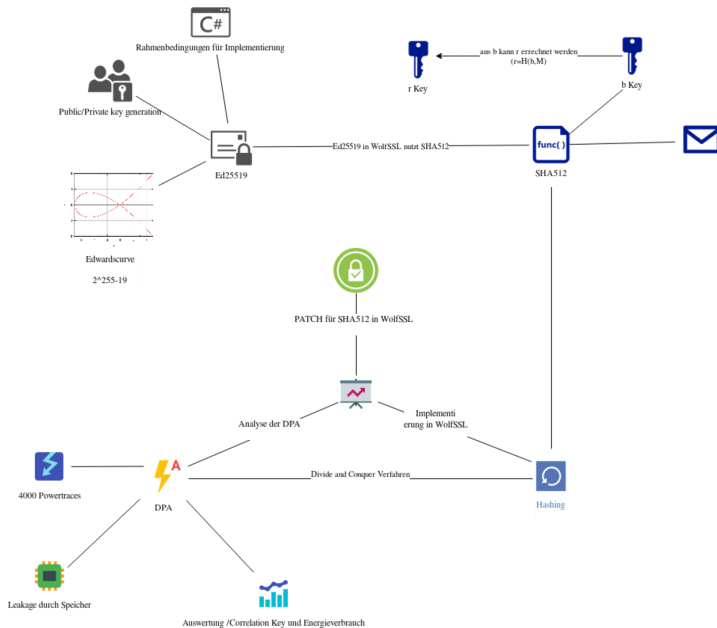 C#
Rahmenbedingungen für Implementierung
Public/Private key generation
Ed25519
Edwardscurve
2^255-19
Ed25519 in WolfSSL nutzt SHA512
r Key
aus b kann r errechnet werden
(r=H(b,M)
b Key
func( )
SHA512
PATCH für SHA512 in WolfSSL
Analyse der DPA
Implementi
erung in WolfSSL
4000 Powertraces
A
DPA
Divide and Conquer Verfahren
Hashing
Leakage durch Speicher
Auswertung /Correlation Key und Energieverbrauch